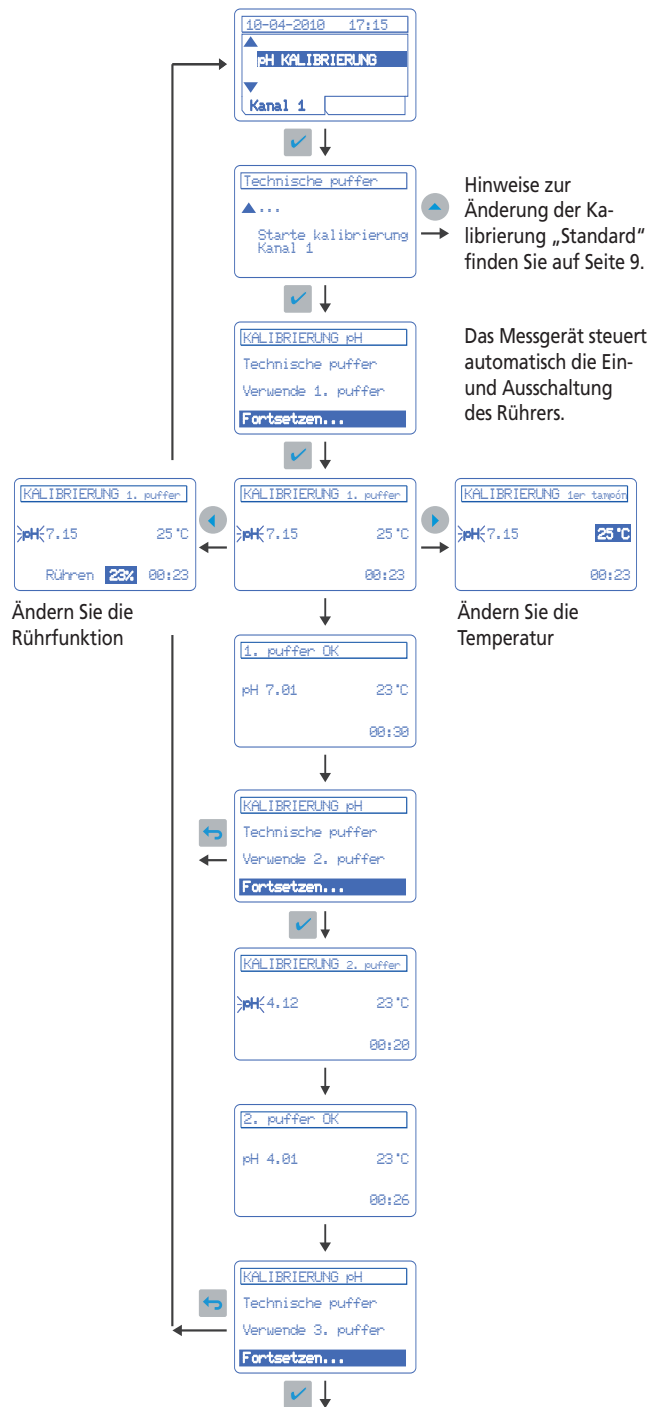 10-04-2010 17:15
pH KALIBRIERUNG
Kanal 1
Technische puffer
...
Starte kalibrierung
Kanal 1
Hinweise zur
Änderung der Ka-
librierung „Standard“
finden Sie auf Seite 9.
KALIBRIERUNG pH
Technische puffer
Verwende 1. puffer
Fortsetzen...
Das Messgerät steuert
automatisch die Ein-
und Ausschaltung
des Rührers.
KALIBRIERUNG 1. puffer
pH 7.15 25°C
Rühren 23% 00:23
Ändern Sie die
Rührfunktion
KALIBRIERUNG 1. puffer
pH 7.15 25°C
00:23
KALIBRIERUNG 1er tampón
pH 7.15 25°C
00:23
Ändern Sie die
Temperatur
1. puffer OK
pH 7.01 23°C
00:30
KALIBRIERUNG pH
Technische puffer
Verwende 2. puffer
Fortsetzen...
KALIBRIERUNG 2. puffer
pH 4.12 23°C
00:20
2. puffer OK
pH 4.01 23°C
00:26
KALIBRIERUNG pH
Technische puffer
Verwende 3. puffer
Fortsetzen...